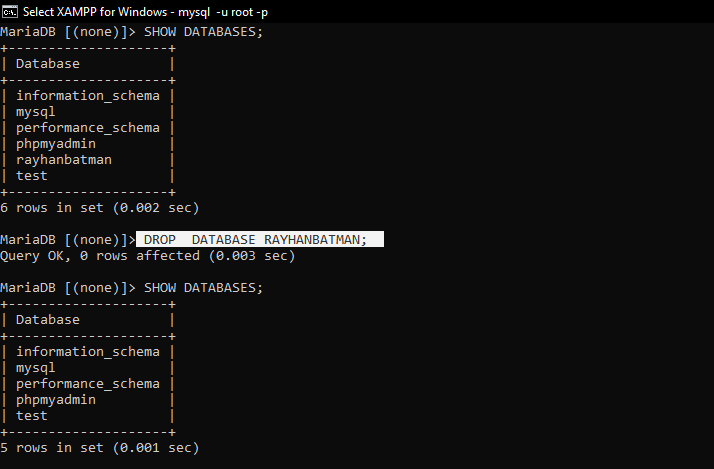 Select XAMPP for Windows - mysql  -u root -p
MariaDB [(none)]> SHOW DATABASES;
+--------------------+
| Database           |
+--------------------+
| information_schema |
| mysql              |
| performance_schema |
| phpmyadmin         |
| rayhanbatman       |
| test               |
+--------------------+
6 rows in set (0.002 sec)

MariaDB [(none)]> DROP  DATABASE RAYHANBATMAN;
Query OK, 0 rows affected (0.003 sec)

MariaDB [(none)]> SHOW DATABASES;
+--------------------+
| Database           |
+--------------------+
| information_schema |
| mysql              |
| performance_schema |
| phpmyadmin         |
| test               |
+--------------------+
5 rows in set (0.001 sec)